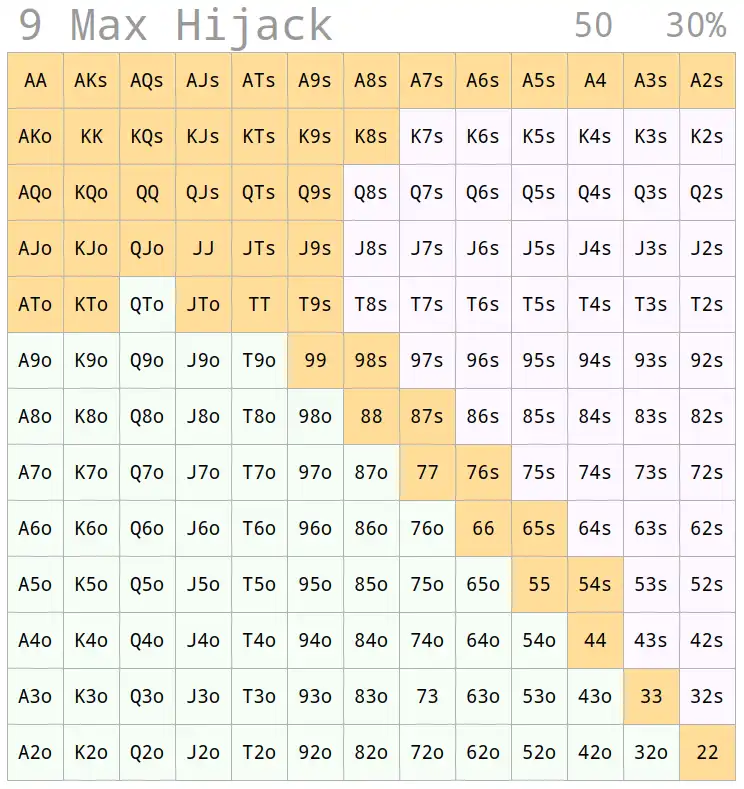 9 Max Hijack 50 30%
AA AKs AQs AJs ATs A9s A8s A7s A6s A5s A4 A3s A2s
AKo KK KQs KJs KTs K9s K8s K7s K6s K5s K4s K3s K2s
AQo KQo QQ QJs QTs Q9s Q8s Q7s Q6s Q5s Q4s Q3s Q2s
AJo KJo QJo JJ JTs J9s J8s J7s J6s J5s J4s J3s J2s
ATo KTo QTo JTo TT T9s T8s T7s T6s T5s T4s T3s T2s
A9o K9o Q9o J9o T9o 99 98s 97s 96s 95s 94s 93s 92s
A8o K8o Q8o J8o T8o 98o 88 87s 86s 85s 84s 83s 82s
A7o K7o Q7o J7o T7o 97o 87o 77 76s 75s 74s 73s 72s
A6o K6o Q6o J6o T6o 96o 86o 76o 66 65s 64s 63s 62s
A5o K5o Q5o J5o T5o 95o 85o 75o 65o 55 54s 53s 52s
A4o K4o Q4o J4o T4o 94o 84o 74o 64o 54o 44 43s 42s
A3o K3o Q3o J3o T3o 93o 83o 73 63o 53o 43o 33 32s
A2o K2o Q2o J2o T2o 92o 82o 72o 62o 52o 42o 32o 22